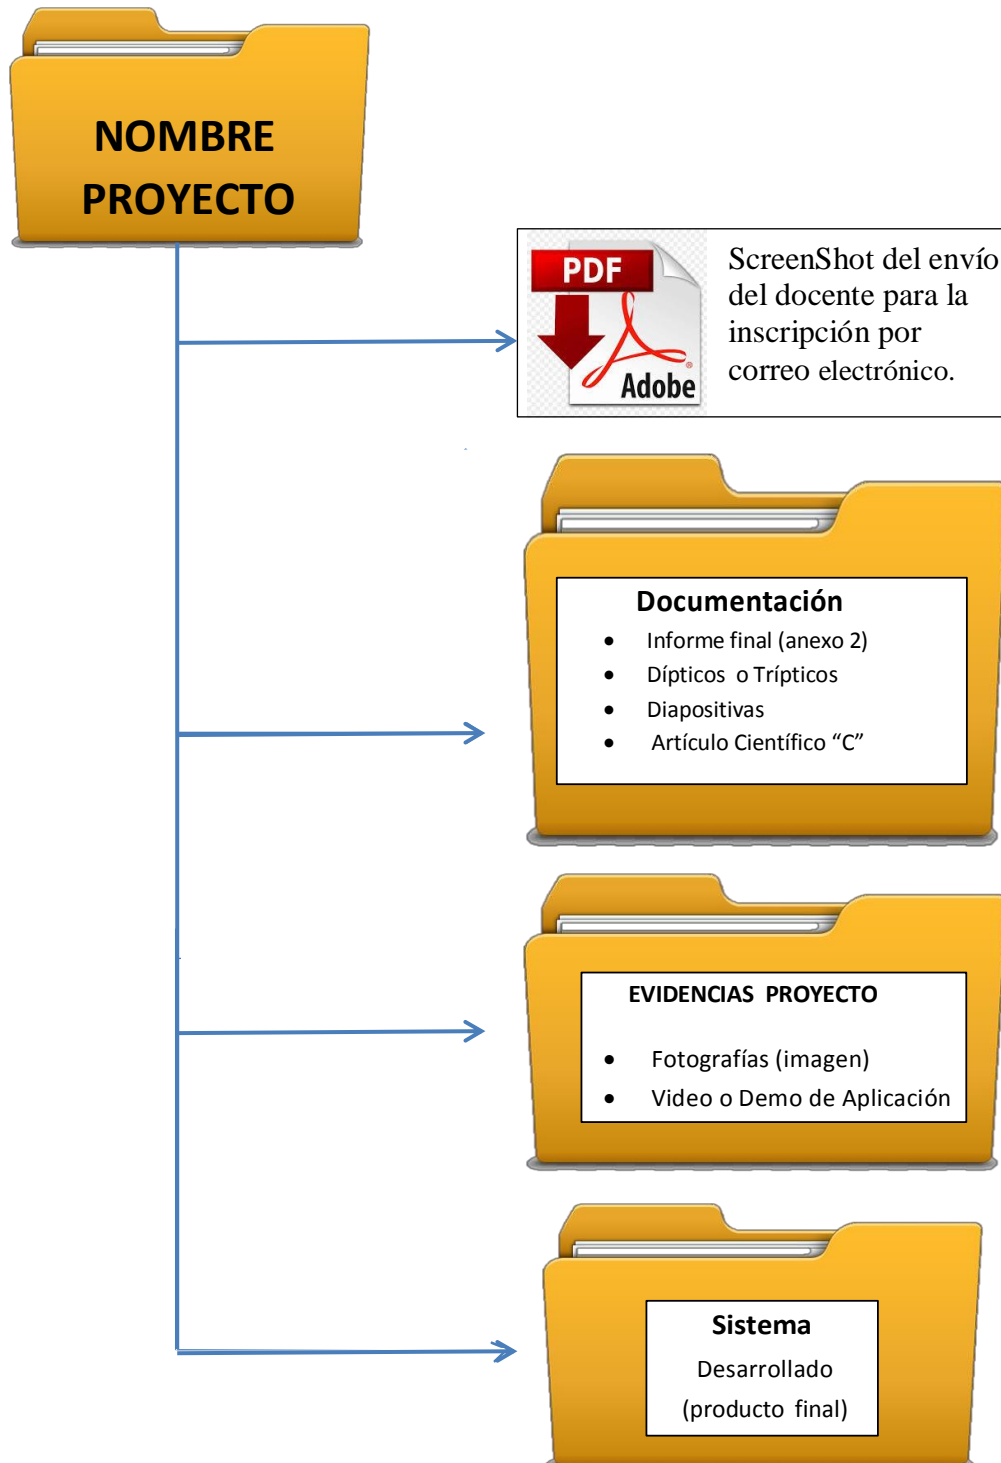 NOMBRE
PROYECTO
PDF
Adobe
ScreenShot del envío
del docente para la
inscripción por
correo electrónico.
Documentación
• Informe final (anexo 2)
• Dípticos o Trípticos
• Diapositivas
• Artículo Científico “C”
EVIDENCIAS PROYECTO
• Fotografías (imagen)
• Video o Demo de Aplicación
Sistema
Desarrollado
(producto final)